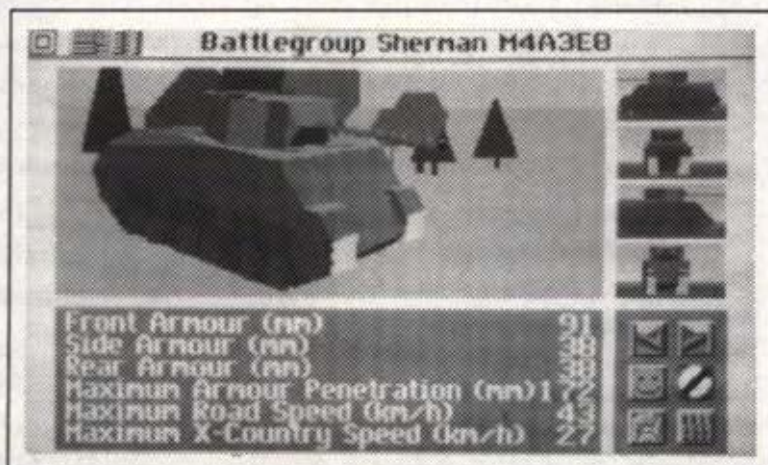 Battlegroup Sherman M4A3E8
Front Armour (mm) 91
Side Armour (mm) 38
Rear Armour (mm) 38
Maximum Armour Penetration (mm)172
Maximum Road Speed (km/h) 43
Maximum X-Country Speed (km/h) 27